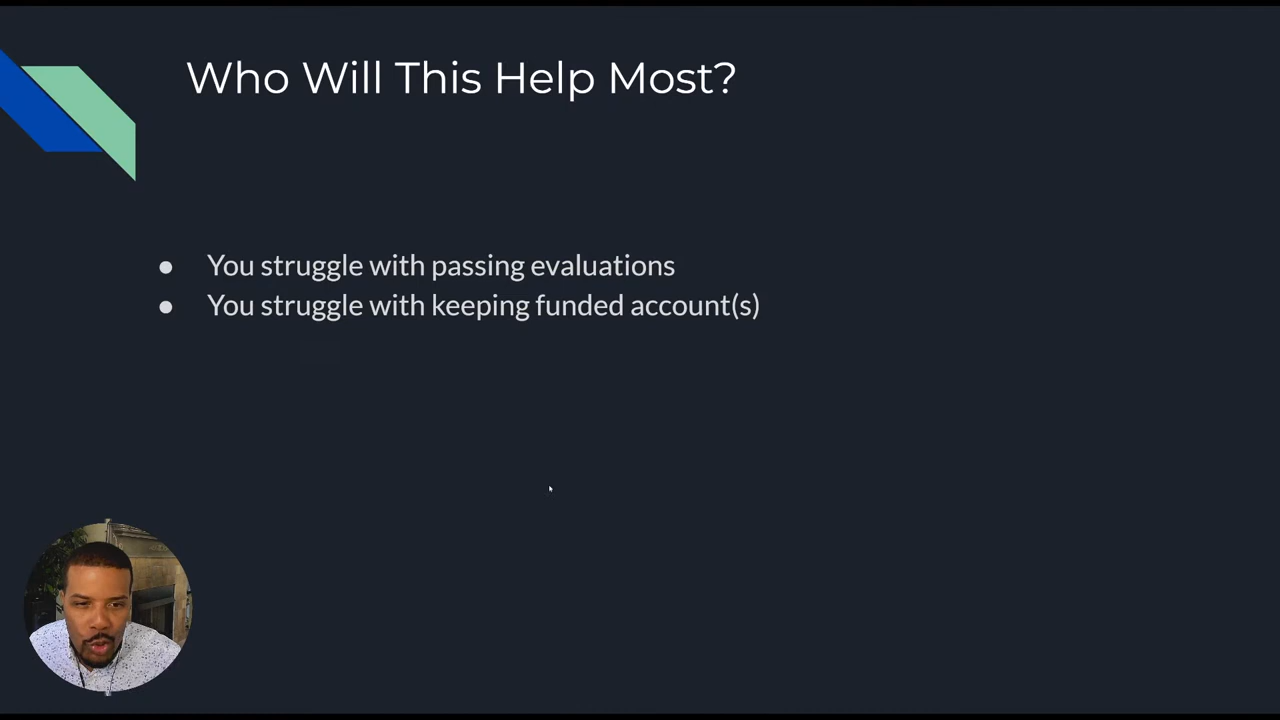 Who Will This Help Most?
● You struggle with passing evaluations
● You struggle with keeping funded account(s)